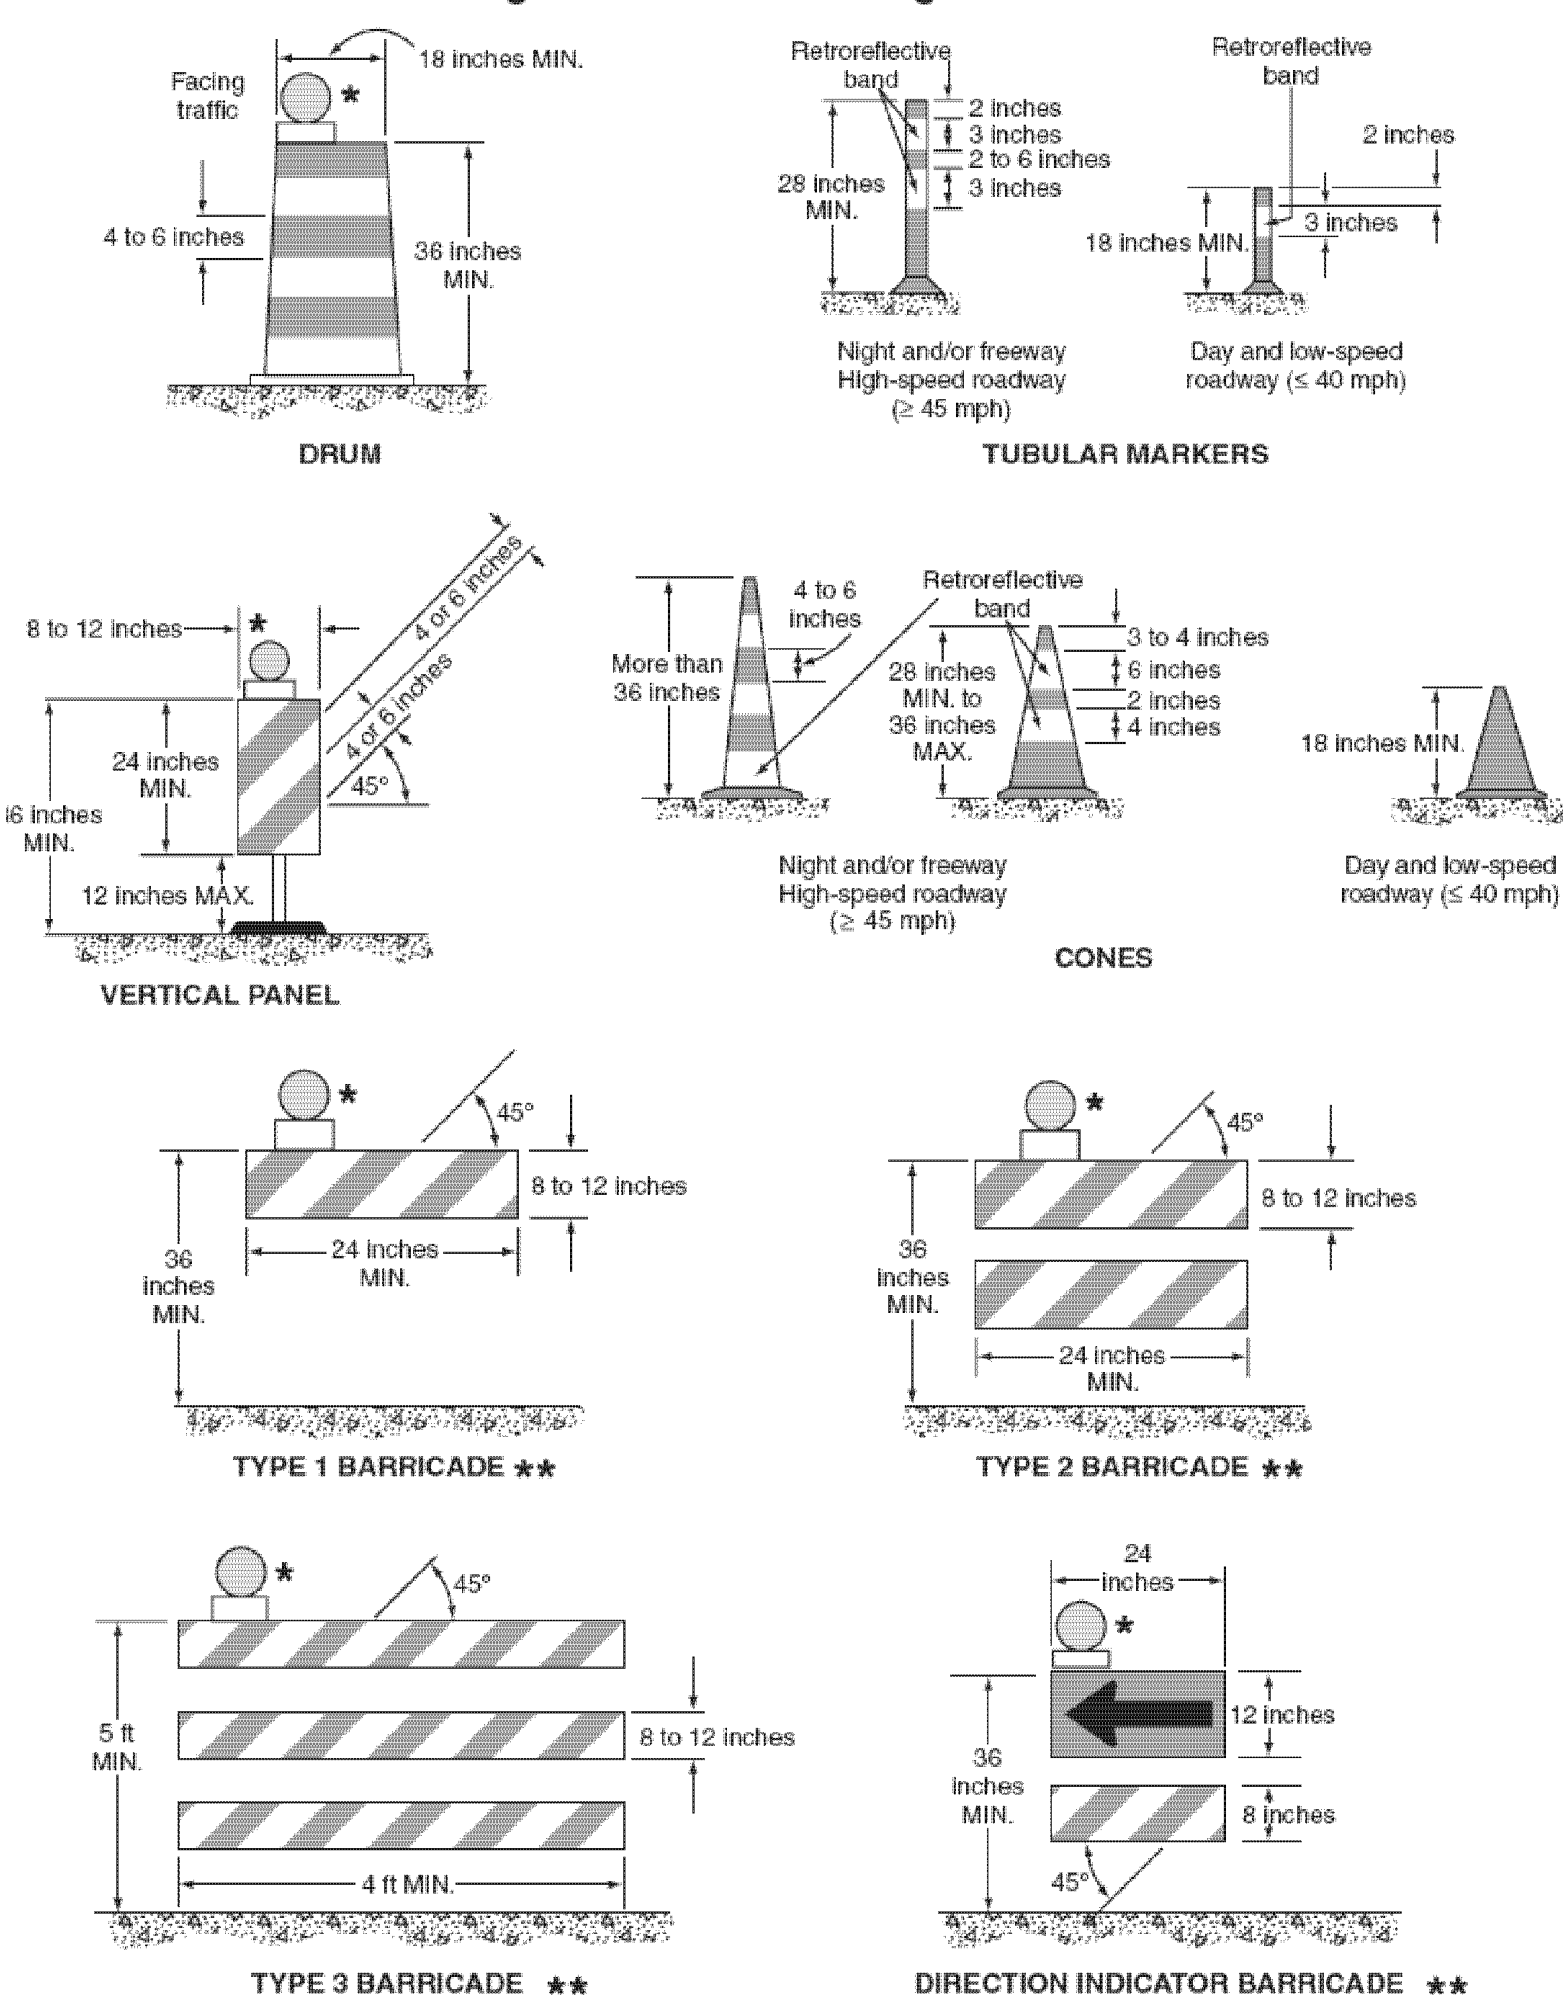 18 inches MIN.
Facing
traffic
*
4 to 6 inches
36 inches
MIN.
DRUM
Retroreflective
band
2 inches
3 inches
2 to 6 inches
3 inches
28 inches
MIN.
Night and/or freeway
High-speed roadway
(≥ 45 mph)
Retroreflective
band
2 inches
3 inches
18 inches MIN.
Day and low-speed
roadway (≤ 40 mph)
TUBULAR MARKERS
8 to 12 inches
*
4 or 6 inches
4 or 6 inches
45°
24 inches
MIN.
inches
MIN.
12 inches MAX.
VERTICAL PANEL
More than
36 inches
4 to 6
inches
Retroreflective
band
28 inches
MIN. to
36 inches
MAX.
3 to 4 inches
6 inches
2 inches
4 inches
Night and/or freeway
High-speed roadway
(≥ 45 mph)
18 inches MIN.
Day and low-speed
roadway (≤ 40 mph)
CONES
*
45°
8 to 12 inches
24 inches
MIN.
36
inches
MIN.
TYPE 1 BARRICADE **
*
45°
8 to 12 inches
36
inches
MIN.
24 inches
MIN.
TYPE 2 BARRICADE **
*
45°
5 ft
MIN.
8 to 12 inches
4 ft MIN.
TYPE 3 BARRICADE **
24
inches
*
12 inches
36
inches
MIN.
8 inches
45°
DIRECTION INDICATOR BARRICADE **